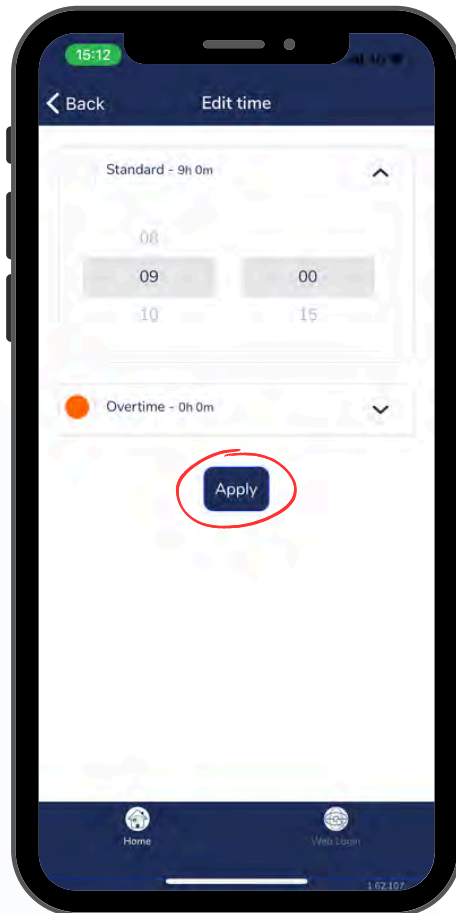 15:12
Back
Edit time
Standard - 9h 0m
08
09 00
10 15
Overtime - 0h 0m
Apply
Home Web Login
1.62.107